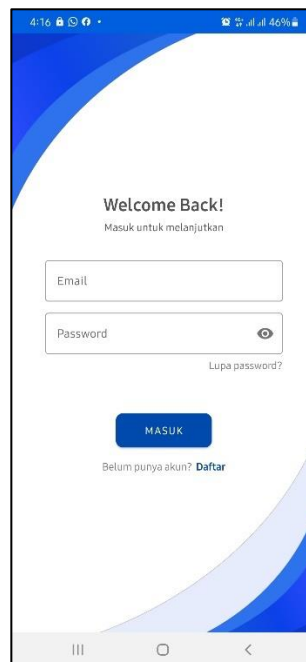 4:16 46%
Welcome Back!
Masuk untuk melanjutkan
Email
Password
Lupa password?
MASUK
Belum punya akun? Daftar